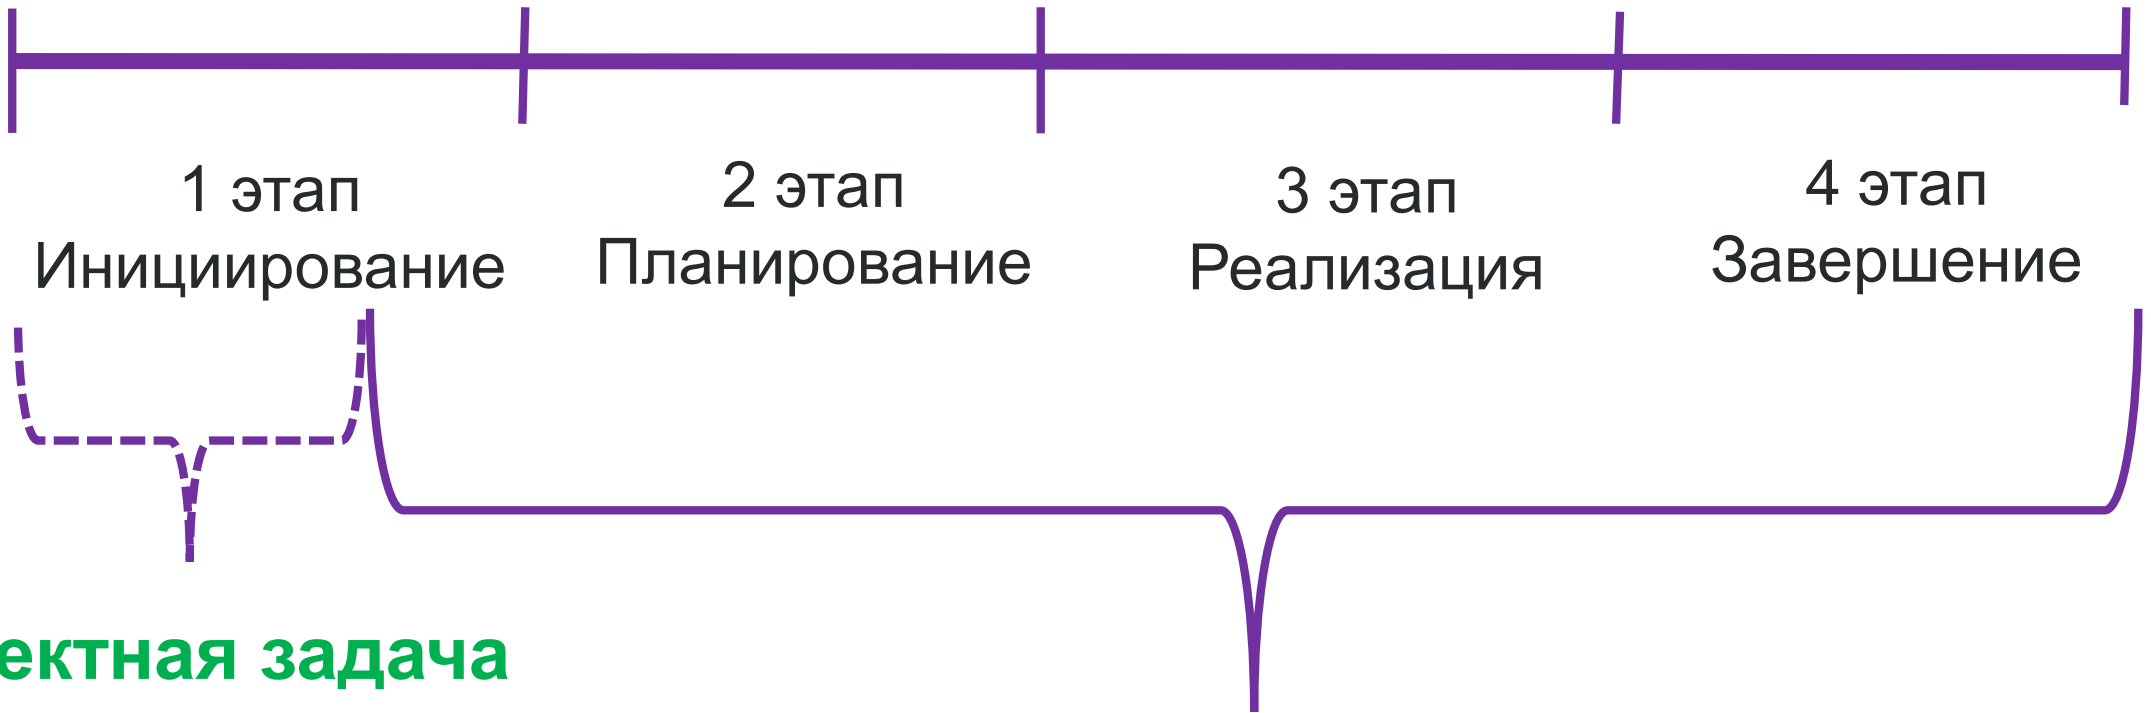 1 этап
Инициирование
2 этап
Планирование
3 этап
Реализация
4 этап
Завершение
ектная задача